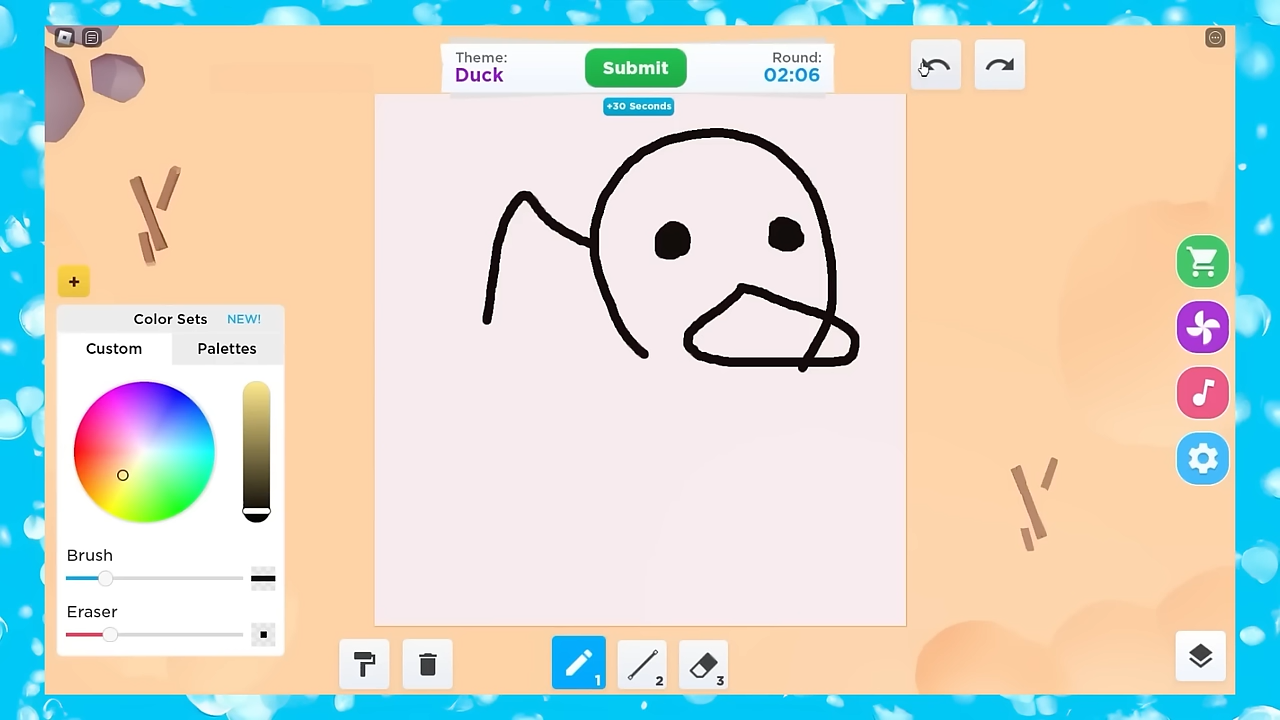 Theme:
Duck
Submit
Round:
02:06
+30 Seconds
+
Color Sets NEW!
Custom Palettes
Brush
Eraser
1
2
3